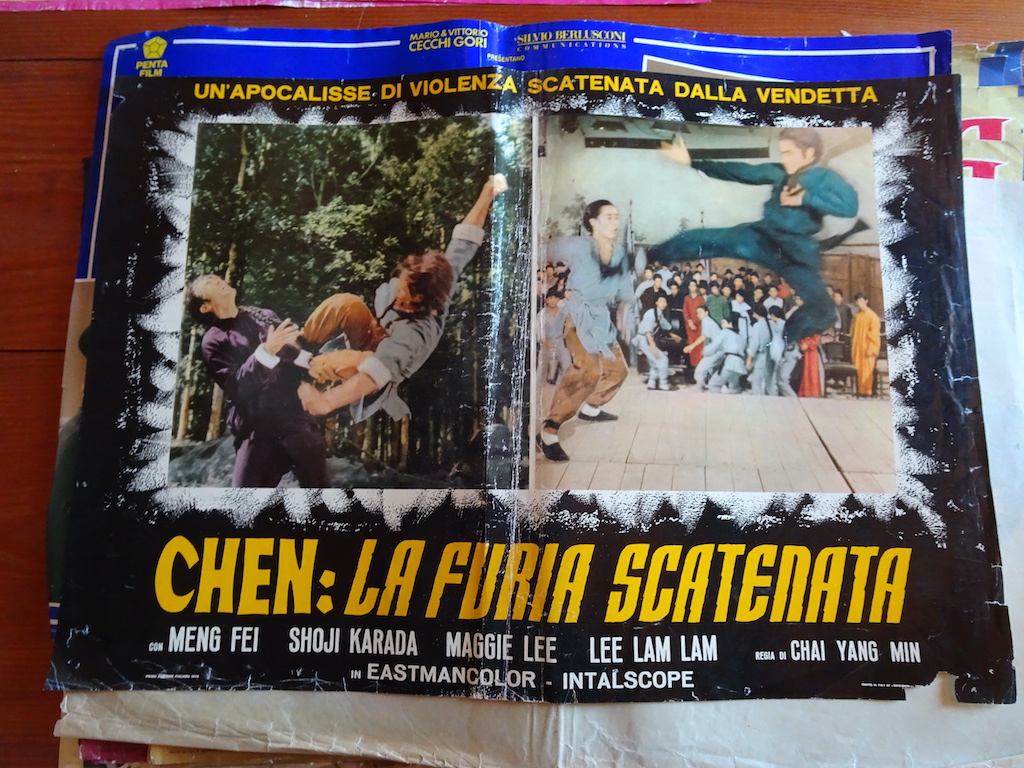 PENTA
FILM
MARIO & VITTORIO
CECCHI GORI
SILVIO BERLUSCONI
COMMUNICATIONS
PRESENTANO
UN'APOCALISSE DI VIOLENZA SCATENATA DALLA VENDETTA
CHEN: LA FURIA SCATENATA
CON MENG FEI SHOJI KARADA MAGGIE LEE LEE LAM LAM REGIA DI CHAI YANG MIN
IN EASTMANCOLOR - INTALSCOPE